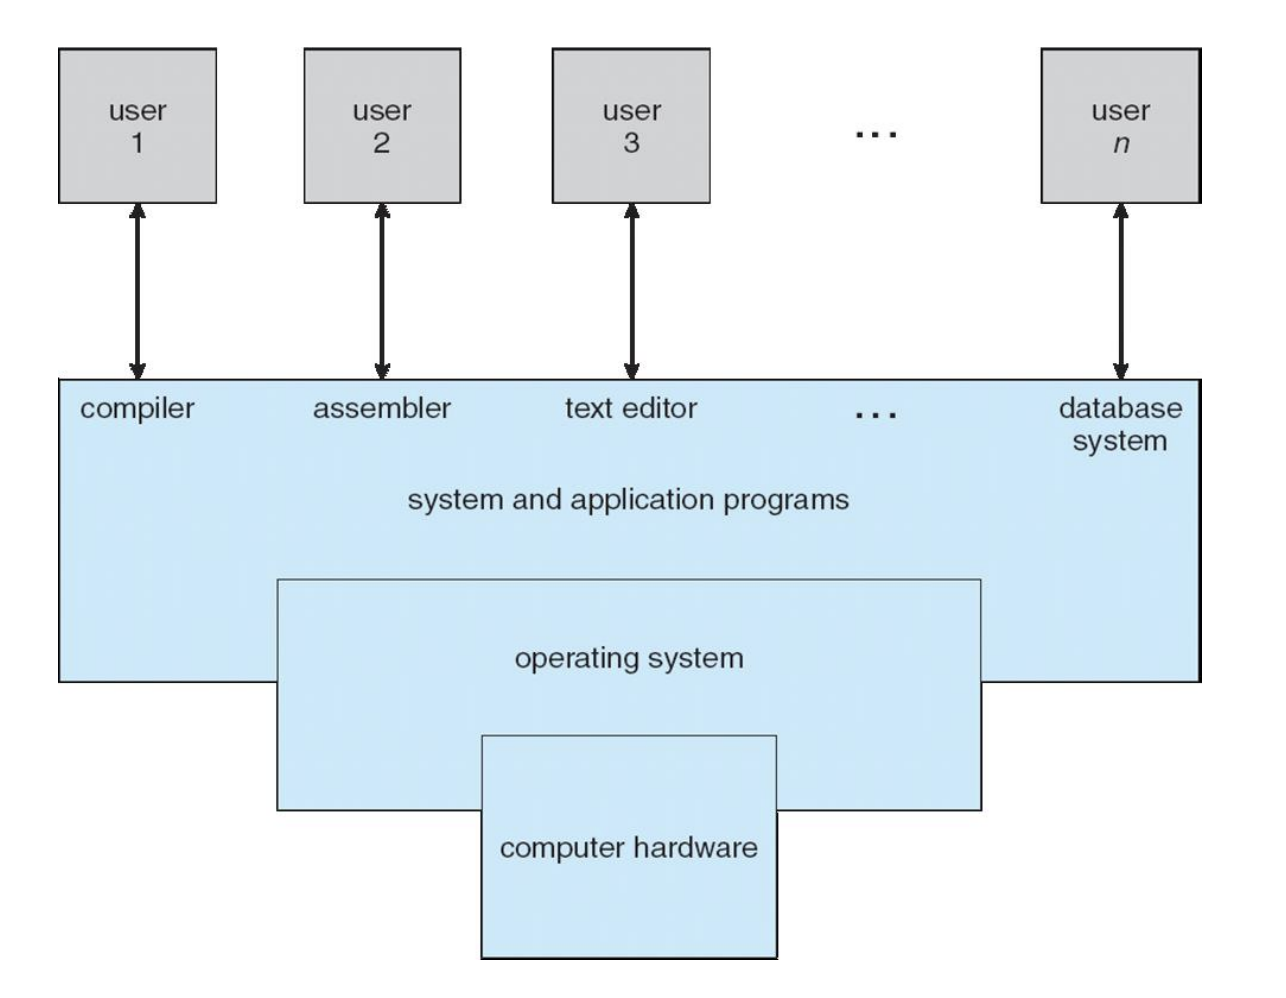 user
1
user
2
user
3
...
user
n
compiler
assembler
text editor
...
database
system
system and application programs
operating system
computer hardware